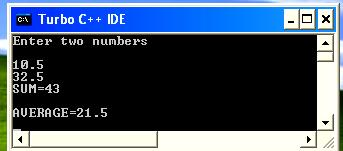 Turbo C++ IDE
Enter two numbers
10.5
32.5
SUM=43
AVERAGE=21.5